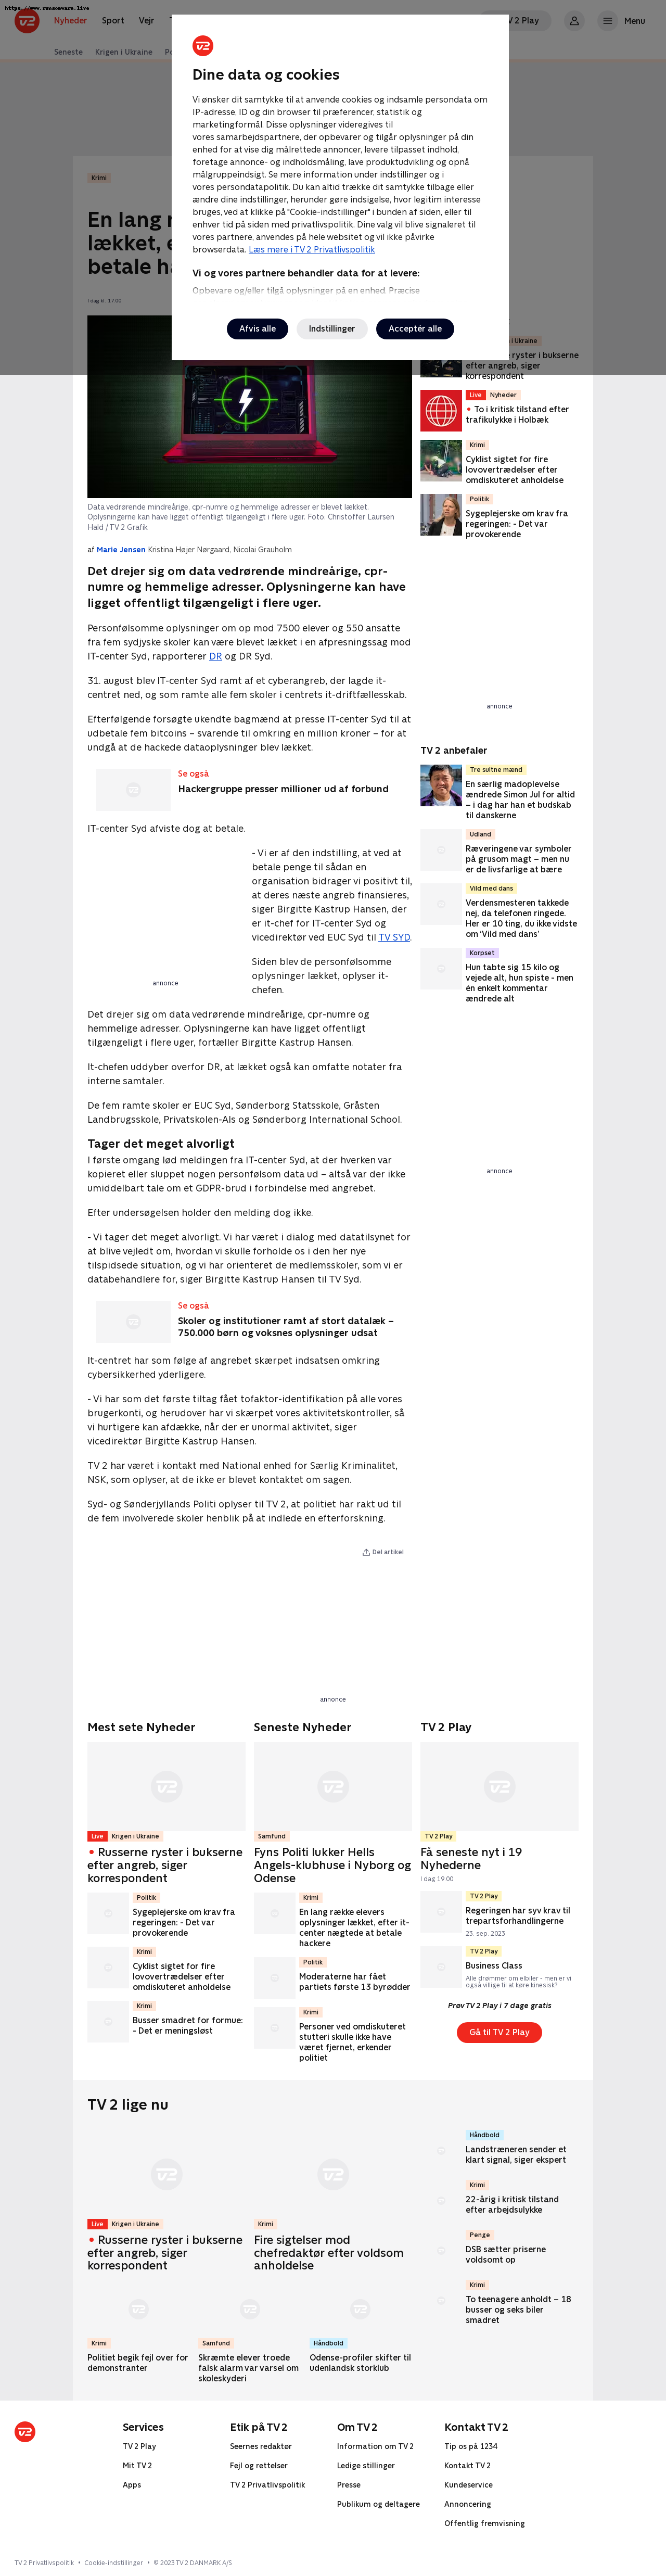 https://www.ransomware.live
Nyheder
Sport
Vejr
TV 2 Play
Menu
Seneste
Krigen i Ukraine
Dine data og cookies
Vi ønsker dit samtykke til at anvende cookies og indsamle persondata om
IP-adresse, ID og din browser til præferencer, statistik og
marketingformål. Disse oplysninger videregives til
vores samarbejdspartnere, der opbevarer og tilgår oplysninger på din
enhed for at vise dig målrettede annoncer, levere tilpasset indhold,
foretage annonce- og indholdsmåling, lave produktudvikling og opnå
målgruppeindsigt. Se mere information under indstillinger og i
vores persondatapolitik. Du kan altid trække dit samtykke tilbage eller
ændre dine indstillinger, herunder gøre indsigelse, hvor legitim interesse
bruges, ved at klikke på "Cookie-indstillinger" i bunden af siden, eller til
enhver tid på siden med privatlivspolitik. Dine valg vil blive signaleret til
vores partnere, anvendes på hele websitet og vil ikke påvirke
browserdata. Læs mere i TV 2 Privatlivspolitik
Vi og vores partnere behandler data for at levere:
Opbevare og/eller tilgå oplysninger på en enhed. Præcise
Afvis alle
Indstillinger
Acceptér alle
Krimi
En lang
lækket, e
betale
I dag kl. 17:00
Data vedrørende mindreårige, cpr-numre og hemmelige adresser er blevet lækket.
Oplysningerne kan have ligget offentligt tilgængeligt i flere uger. Foto: Christoffer Laursen
Hald / TV 2 Grafik
af Marie Jensen Kristina Højer Nørgaard, Nicolai Grauholm
Det drejer sig om data vedrørende mindreårige, cpr-
numre og hemmelige adresser. Oplysningerne kan have
ligget offentligt tilgængeligt i flere uger.
Personfølsomme oplysninger om op mod 7500 elever og 550 ansatte
fra fem sydjyske skoler kan være blevet lækket i en afpresningssag mod
IT-center Syd, rapporterer DR og DR Syd.
31. august blev IT-center Syd ramt af et cyberangreb, der lagde it-
centret ned, og som ramte alle fem skoler i centrets it-driftfællesskab.
Efterfølgende forsøgte ukendte bagmænd at presse IT-center Syd til at
udbetale fem bitcoins – svarende til omkring en million kroner – for at
undgå at de hackede dataoplysninger blev lækket.
Se også
Hackergruppe presser millioner ud af forbund
IT-center Syd afviste dog at betale.
- Vi er af den indstilling, at ved at
betale penge til sådan en
organisation bidrager vi positivt til,
at deres næste angreb finansieres,
siger Birgitte Kastrup Hansen, der
er it-chef for IT-center Syd og
vicedirektør ved EUC Syd til TV SYD.
Siden blev de personfølsomme
oplysninger lækket, oplyser it-
chefen.
annonce
Det drejer sig om data vedrørende mindreårige, cpr-numre og
hemmelige adresser. Oplysningerne kan have ligget offentligt
tilgængeligt i flere uger, fortæller Birgitte Kastrup Hansen.
It-chefen uddyber overfor DR, at lækket også kan omfatte notater fra
interne samtaler.
De fem ramte skoler er EUC Syd, Sønderborg Statsskole, Gråsten
Landbrugsskole, Privatskolen-Als og Sønderborg International School.
Tager det meget alvorligt
I første omgang lød meldingen fra IT-center Syd, at der hverken var
kopieret eller sluppet nogen personfølsom data ud – altså var der ikke
umiddelbart tale om et GDPR-brud i forbindelse med angrebet.
Efter undersøgelsen holder den melding dog ikke.
- Vi tager det meget alvorligt. Vi har været i dialog med datatilsynet for
at blive vejledt om, hvordan vi skulle forholde os i den her nye
tilspidsede situation, og vi har orienteret de medlemsskoler, som vi er
databehandlere for, siger Birgitte Kastrup Hansen til TV Syd.
Se også
Skoler og institutioner ramt af stort datalæk –
750.000 børn og voksnes oplysninger udsat
It-centret har som følge af angrebet skærpet indsatsen omkring
cybersikkerhed yderligere.
- Vi har som det første tiltag fået tofaktor-identifikation på alle vores
brugerkonti, og herudover har vi skærpet vores aktivitetskontroller, så
vi hurtigere kan afdække, når der er unormal aktivitet, siger
vicedirektør Birgitte Kastrup Hansen.
TV 2 har været i kontakt med National enhed for Særlig Kriminalitet,
NSK, som oplyser, at de ikke er blevet kontaktet om sagen.
Syd- og Sønderjyllands Politi oplyser til TV 2, at politiet har rakt ud til
de fem involverede skoler henblik på at indlede en efterforskning.
Del artikel
i Ukraine
ryster i bukserne
efter angreb, siger
korrespondent
Live Nyheder
To i kritisk tilstand efter
trafikulykke i Holbæk
Krimi
Cyklist sigtet for fire
lovovertrædelser efter
omdiskuteret anholdelse
Politik
Sygeplejerske om krav fra
regeringen: - Det var
provokerende
annonce
TV 2 anbefaler
Tre sultne mænd
En særlig madoplevelse
ændrede Simon Jul for altid
– i dag har han et budskab
til danskerne
Udland
Ræveringene var symboler
på grusom magt – men nu
er de livsfarlige at bære
Vild med dans
Verdensmesteren takkede
nej, da telefonen ringede.
Her er 10 ting, du ikke vidste
om 'Vild med dans'
Korpset
Hun tabte sig 15 kilo og
vejede alt, hun spiste - men
én enkelt kommentar
ændrede alt
annonce
annonce
Mest sete Nyheder
Live Krigen i Ukraine
Russerne ryster i bukserne
efter angreb, siger
korrespondent
Politik
Sygeplejerske om krav fra
regeringen: - Det var
provokerende
Krimi
Cyklist sigtet for fire
lovovertrædelser efter
omdiskuteret anholdelse
Krimi
Busser smadret for formue:
- Det er meningsløst
Seneste Nyheder
Samfund
Fyns Politi lukker Hells
Angels-klubhuse i Nyborg og
Odense
Krimi
En lang række elevers
oplysninger lækket, efter it-
center nægtede at betale
hackere
Politik
Moderaterne har fået
partiets første 13 byrødder
Krimi
Personer ved omdiskuteret
stutteri skulle ikke have
været fjernet, erkender
politiet
TV 2 Play
TV 2 Play
Få seneste nyt i 19
Nyhederne
I dag 19:00
TV 2 Play
Regeringen har syv krav til
trepartsforhandlingerne
23. sep. 2023
TV 2 Play
Business Class
Alle drømmer om elbiler - men er vi
også villige til at køre kinesisk?
Prøv TV 2 Play i 7 dage gratis
Gå til TV 2 Play
TV 2 lige nu
Live Krigen i Ukraine
Russerne ryster i bukserne
efter angreb, siger
korrespondent
Krimi
Fire sigtelser mod
chefredaktør efter voldsom
anholdelse
Krimi
Politiet begik fejl over for
demonstranter
Samfund
Skræmte elever troede
falsk alarm var varsel om
skoleskyderi
Håndbold
Odense-profiler skifter til
udenlandsk storklub
Håndbold
Landstræneren sender et
klart signal, siger ekspert
Krimi
22-årig i kritisk tilstand
efter arbejdsulykke
Penge
DSB sætter priserne
voldsomt op
Krimi
To teenagere anholdt – 18
busser og seks biler
smadret
Services
TV 2 Play
Mit TV 2
Apps
Etik på TV 2
Seernes redaktør
Fejl og rettelser
TV 2 Privatlivspolitik
Om TV 2
Information om TV 2
Ledige stillinger
Presse
Publikum og deltagere
Kontakt TV 2
Tip os på 1234
Kontakt TV 2
Kundeservice
Annoncering
Offentlig fremvisning
TV 2 Privatlivspolitik • Cookie-indstillinger • © 2023 TV 2 DANMARK A/S